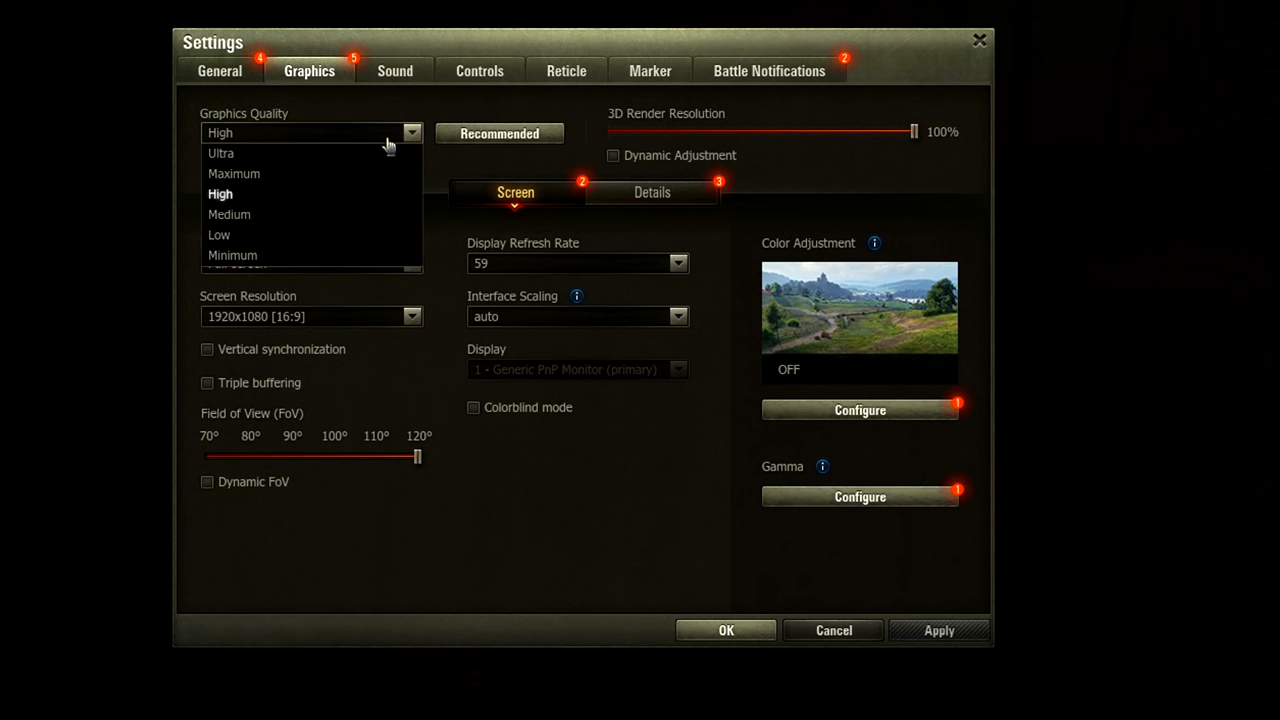 Settings
General 4
Graphics 5
Sound
Controls
Reticle
Marker
Battle Notifications 2
Graphics Quality
High
Recommended
Ultra
Maximum
High
Medium
Low
Minimum
3D Render Resolution
100%
Dynamic Adjustment
Screen 2
Details 3
Screen Resolution
1920x1080 [16:9]
Vertical synchronization
Triple buffering
Field of View (FoV)
70° 80° 90° 100° 110° 120°
Dynamic FoV
Display Refresh Rate
59
Interface Scaling
auto
Display
1 - Generic PnP Monitor (primary)
Colorblind mode
Color Adjustment
OFF
Configure 1
Gamma
Configure 1
OK
Cancel
Apply